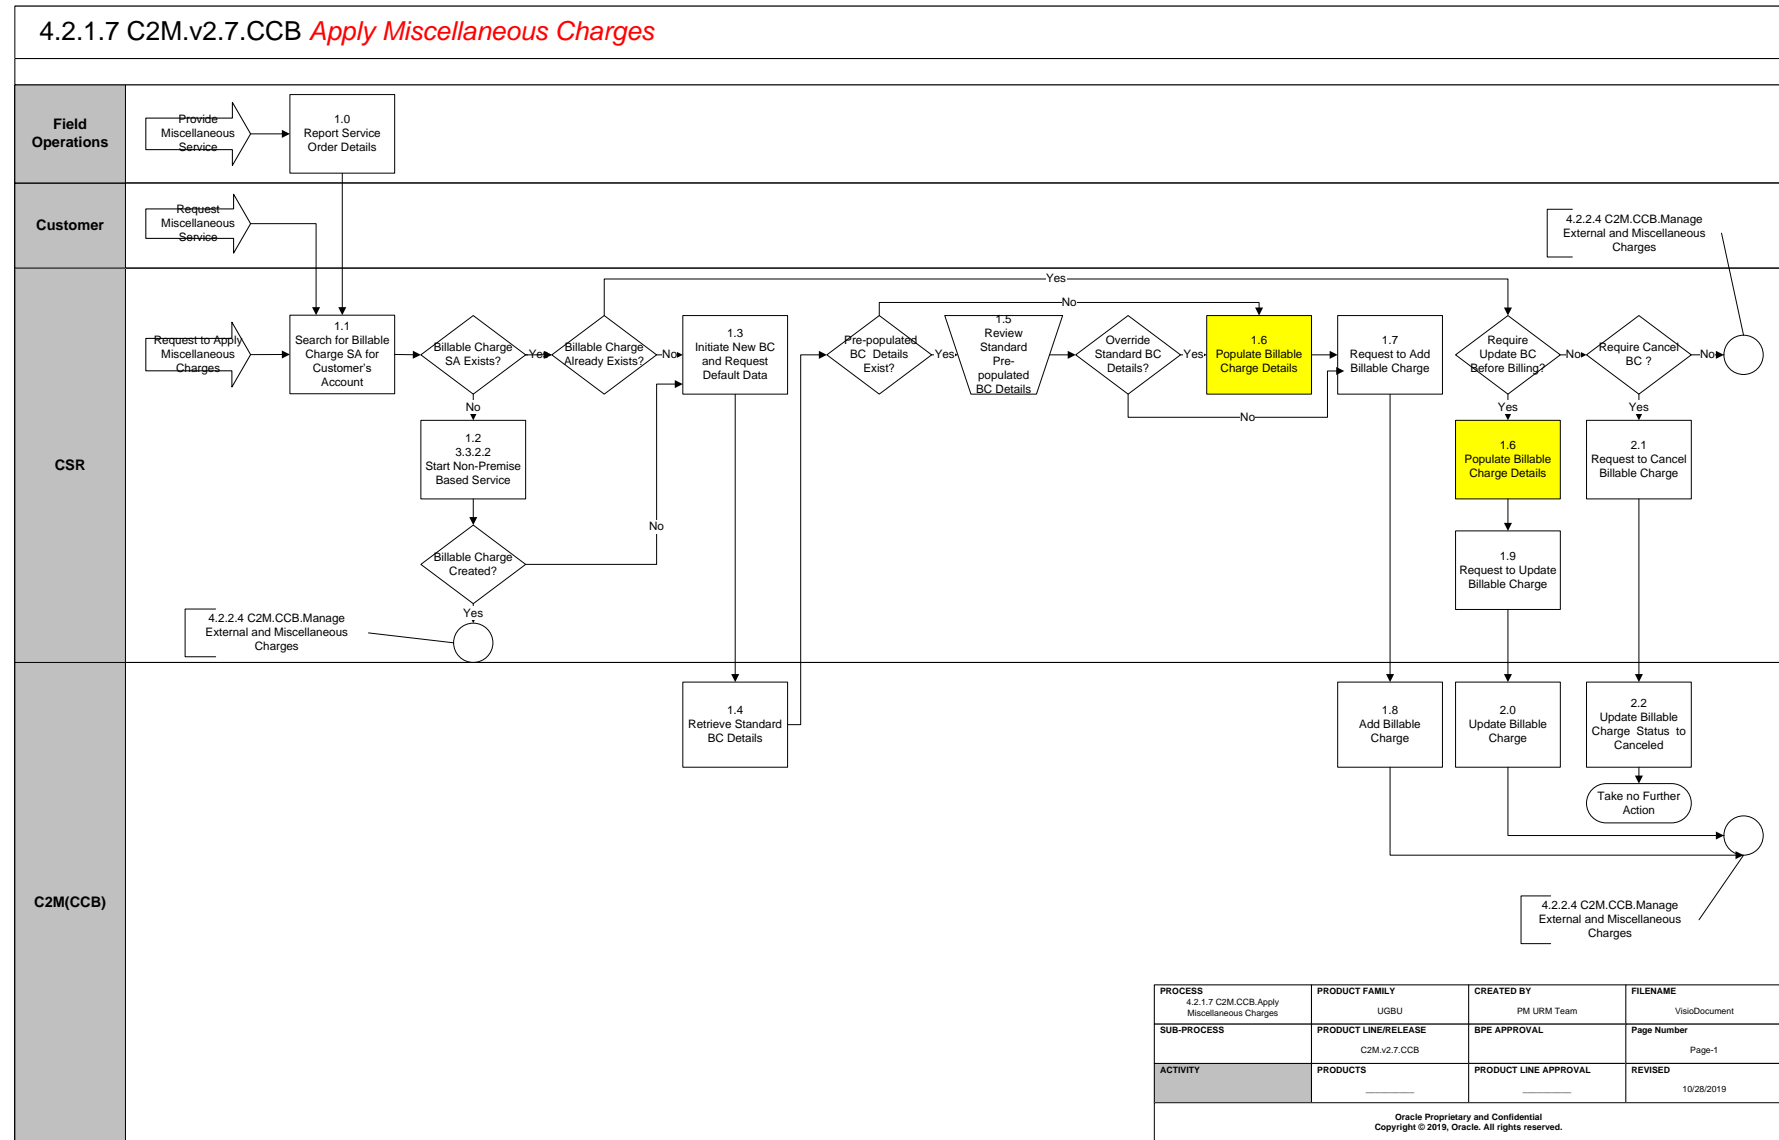 4.2.1.7 C2M.v2.7.CCB Apply Miscellaneous Charges
Field
Operations
Provide
Miscellaneous
Service
1.0
Report Service
Order Details
Customer
Request
Miscellaneous
Service
4.2.2.4 C2M.CCB.Manage
External and Miscellaneous
Charges
CSR
Yes
No
Request to Apply
Miscellaneous
Charges
1.1
Search for Billable
Charge SA for
Customer's
Account
Billable Charge
SA Exists?
Yes
Billable Charge
Already Exists?
No
1.3
Initiate New BC
and Request
Default Data
Pre-populated
BC Details
Exist?
Yes
1.5
Review
Standard
Pre-
populated
BC Details
Override
Standard BC
Details?
Yes
1.6
Populate Billable
Charge Details
1.7
Request to Add
Billable Charge
Require
Update BC
Before Billing?
No
Require Cancel
BC ?
No
No
No
Yes
Yes
1.2
3.3.2.2
Start Non-Premise
Based Service
1.6
Populate Billable
Charge Details
2.1
Request to Cancel
Billable Charge
No
Billable Charge
Created?
1.9
Request to Update
Billable Charge
Yes
4.2.2.4 C2M.CCB.Manage
External and Miscellaneous
Charges
C2M(CCB)
1.4
Retrieve Standard
BC Details
1.8
Add Billable
Charge
2.0
Update Billable
Charge
2.2
Update Billable
Charge Status to
Canceled
Take no Further
Action
4.2.2.4 C2M.CCB.Manage
External and Miscellaneous
Charges
PROCESS
4.2.1.7 C2M.CCB.Apply
Miscellaneous Charges
PRODUCT FAMILY
UGBU
CREATED BY
PM URM Team
FILENAME
VisioDocument
SUB-PROCESS
PRODUCT LINE/RELEASE
C2M.v2.7.CCB
BPE APPROVAL
Page Number
Page-1
ACTIVITY
PRODUCTS
PRODUCT LINE APPROVAL
REVISED
10/28/2019
Oracle Proprietary and Confidential
Copyright © 2019, Oracle. All rights reserved.